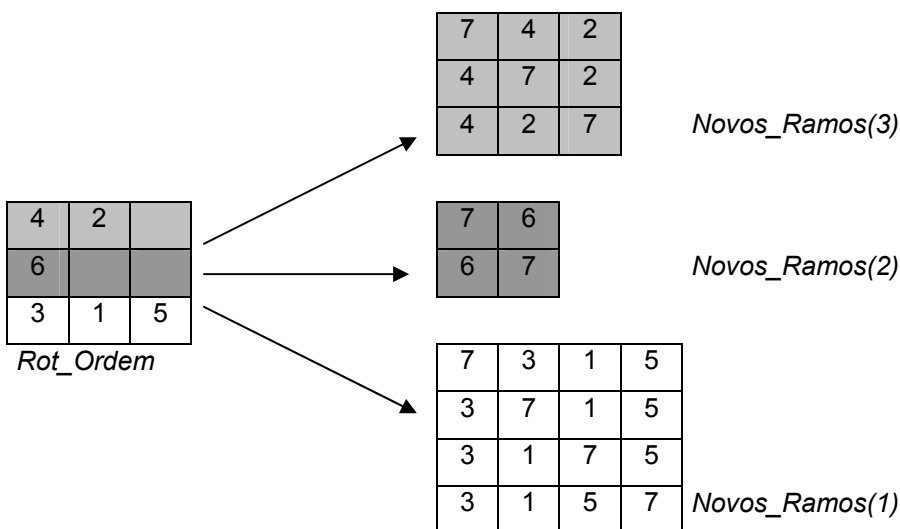 7 4 2
4 7 2
4 2 7 Novos_Ramos(3)
4 2
6
3 1 5
Rot_Ordem
7 6
6 7 Novos_Ramos(2)
7 3 1 5
3 7 1 5
3 1 7 5
3 1 5 7 Novos_Ramos(1)